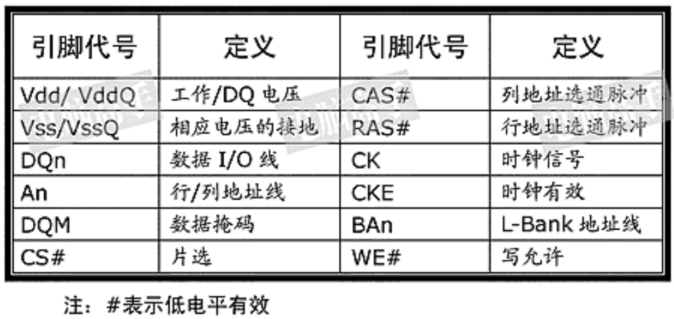 引脚代号 定义 引脚代号 定义
Vdd/ VddQ 工作/DQ 电压 CAS# 列地址选通脉冲
Vss/VssQ 相应电压的接地 RAS# 行地址选通脉冲
DQn 数据 I/O 线 CK 时钟信号
An 行/列地址线 CKE 时钟有效
DQM 数据掩码 BAn L-Bank 地址线
CS# 片选 WE# 写允许
注：#表示低电平有效